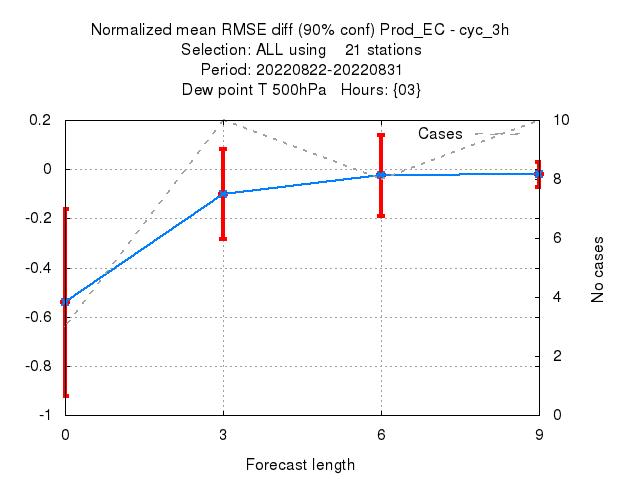 Normalized mean RMSE diff (90% conf) Prod_EC - cyc_3h
Selection: ALL using    21 stations
Period: 20220822-20220831
Dew point T 500hPa   Hours: {03}
Cases
0.2
0
-0.2
-0.4
-0.6
-0.8
-1
10
8
6
4
2
0
No cases
0 3 6 9
Forecast length